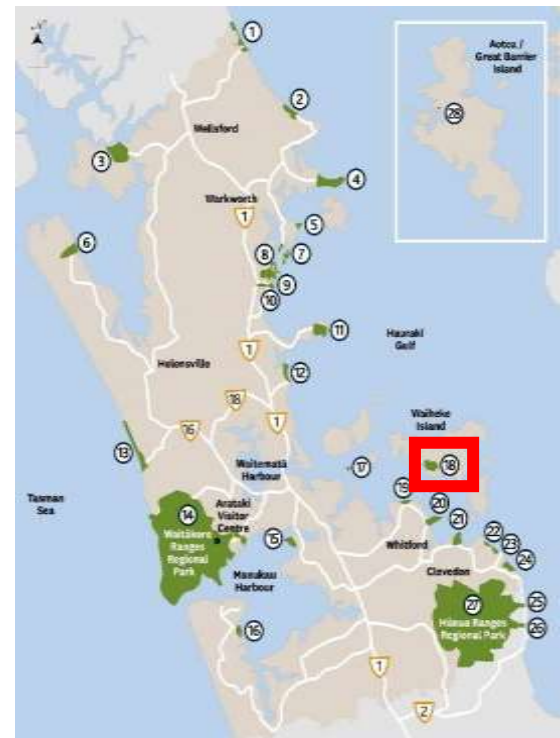 1
2
Aotea /
Great Barrier
Island
28
Wellsford
3
4
Warkworth
1
5
6
8
7
9
10
11
Hauraki
Gulf
1
12
Helensville
18
16
1
Waiheke
Island
13
Waitematā
Harbour
17
18
Tasman
Sea
14
Arataki
Visitor
Centre
19
20
21
Waitākere
Ranges
Regional
Park
15
Whitford
22
23
24
Clevedon
Manukau
Harbour
27
25
Hūnua Ranges
Regional Park
26
16
1
2